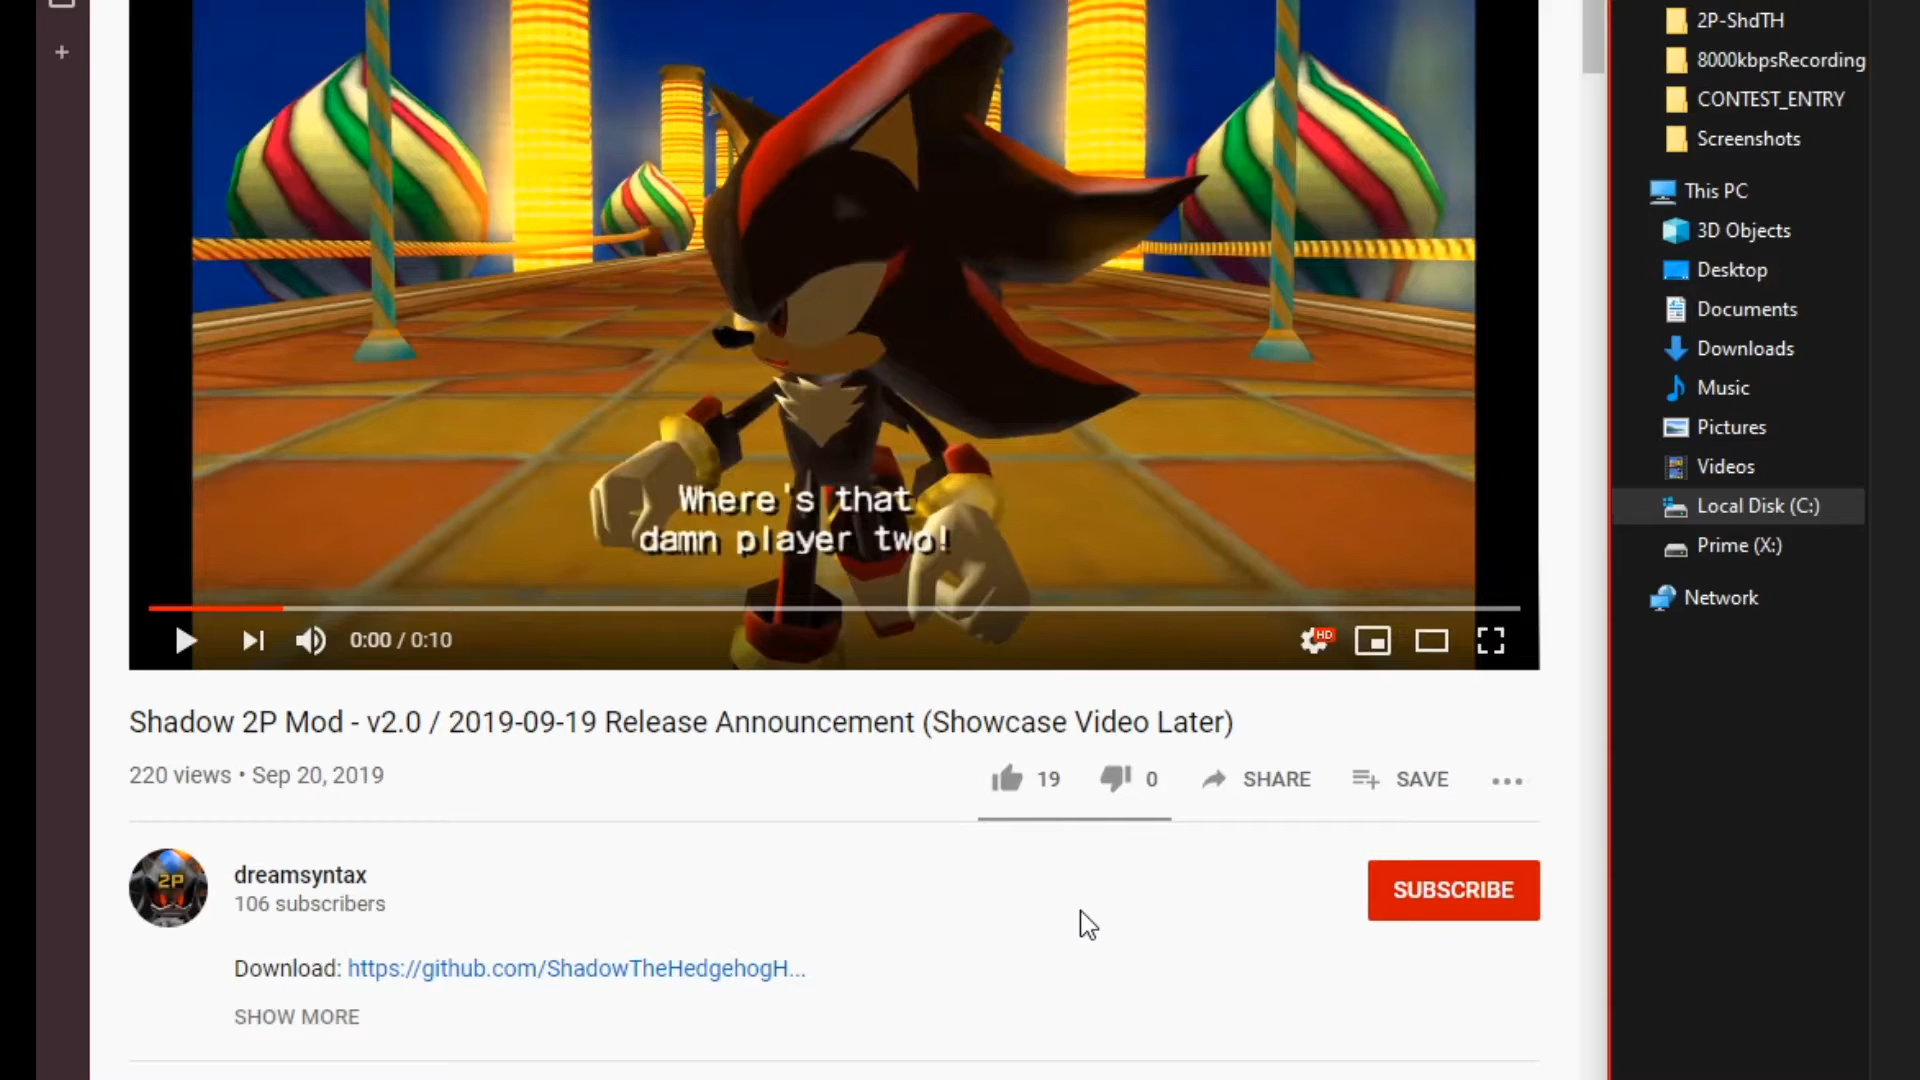 Where's that
damn player two!
0:00 / 0:10
HD
Shadow 2P Mod - v2.0 / 2019-09-19 Release Announcement (Showcase Video Later)
220 views • Sep 20, 2019
19
0
SHARE
SAVE
2P
dreamsyntax
106 subscribers
SUBSCRIBE
Download: https://github.com/ShadowTheHedgehogH...
SHOW MORE
2P-ShdTH
8000kbpsRecording
CONTEST_ENTRY
Screenshots
This PC
3D Objects
Desktop
Documents
Downloads
Music
Pictures
Videos
Local Disk (C:)
Prime (X:)
Network